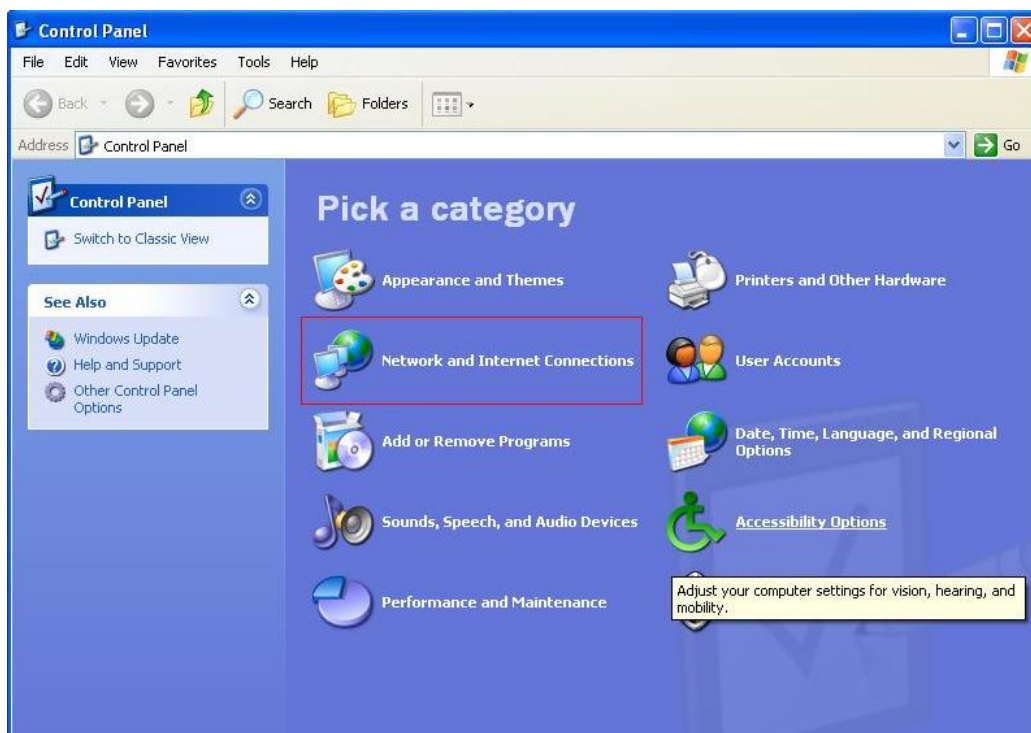 Control Panel
File Edit View Favorites Tools Help
Back Search Folders
Address Control Panel Go
Control Panel
Switch to Classic View
See Also
Windows Update
Help and Support
Other Control Panel
Options
Pick a category
Appearance and Themes
Printers and Other Hardware
Network and Internet Connections
User Accounts
Add or Remove Programs
Date, Time, Language, and Regional
Options
Sounds, Speech, and Audio Devices
Accessibility Options
Performance and Maintenance
Adjust your computer settings for vision, hearing, and
mobility.